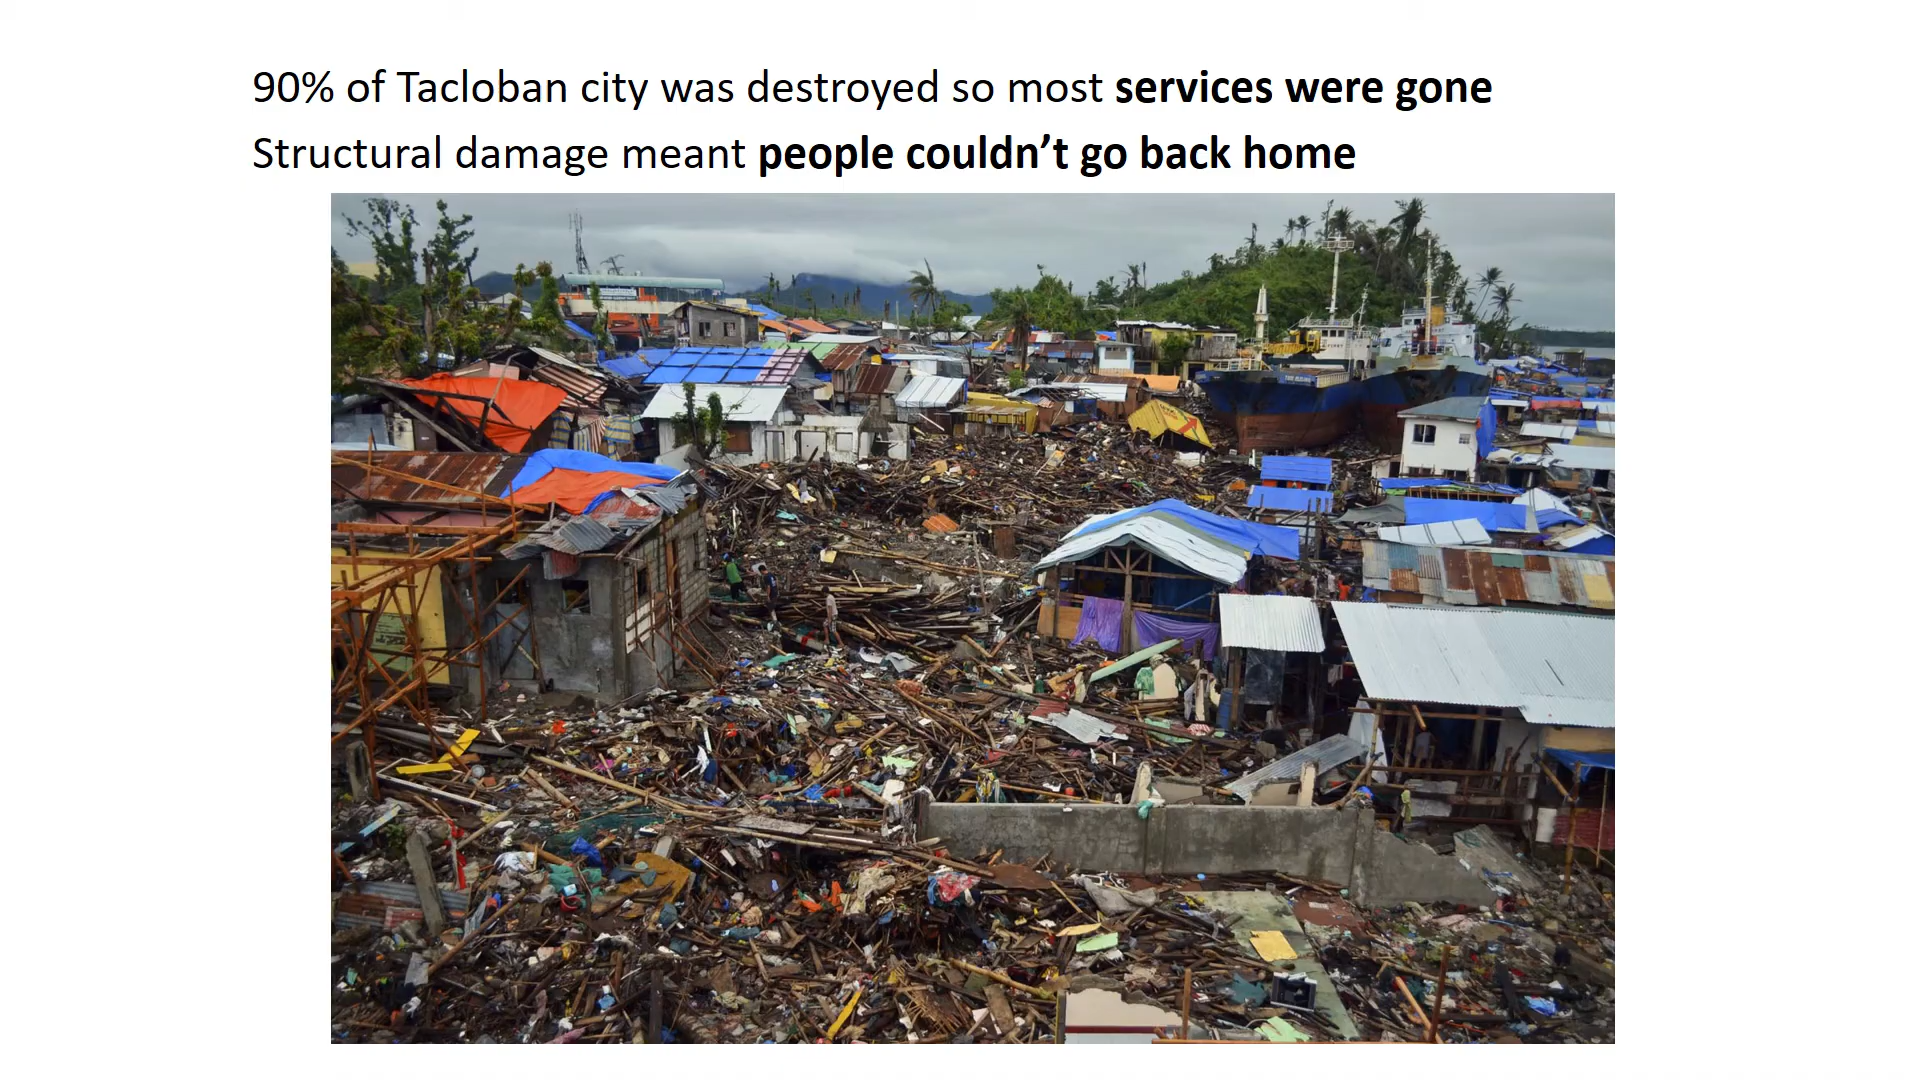 90% of Tacloban city was destroyed so most services were gone
Structural damage meant people couldn’t go back home